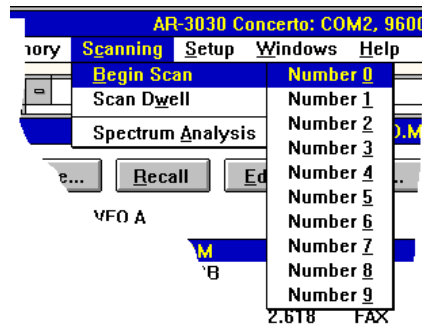 AR-3030 Concerto: COM2, 960
Scanning Setup Windows Help
Begin Scan
Scan Dwell
Spectrum Analysis
Number 0
Number 1
Number 2
Number 3
Number 4
Number 5
Number 6
Number 7
Number 8
Number 9
Recall
VFO A
2.618 FAX